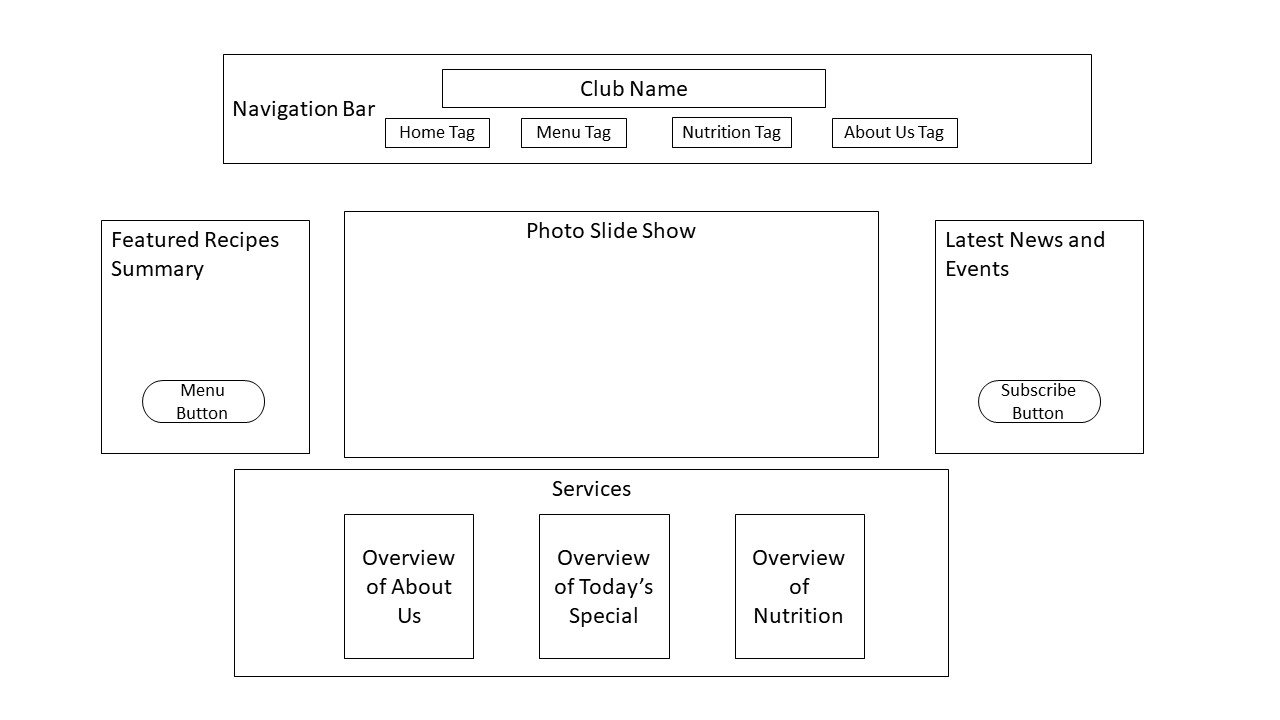 Club Name
Navigation Bar
Home Tag
Menu Tag
Nutrition Tag
About Us Tag
Featured Recipes
Summary
Menu
Button
Photo Slide Show
Latest News and
Events
Subscribe
Button
Services
Overview
of About
Us
Overview
of Today’s
Special
Overview
of
Nutrition